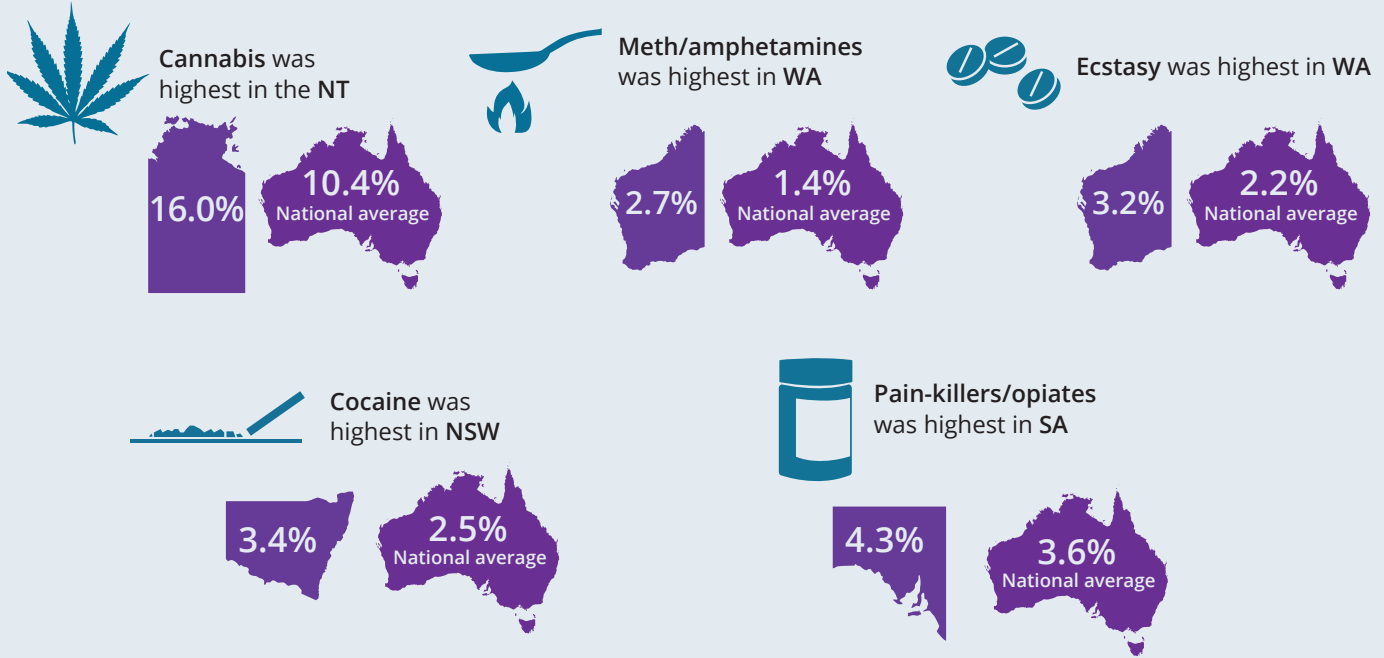 Cannabis was
highest in the NT
16.0%
10.4%
National average
Meth/amphetamines
was highest in WA
2.7%
1.4%
National average
Ecstasy was highest in WA
3.2%
2.2%
National average
Cocaine was
highest in NSW
3.4%
2.5%
National average
Pain-killers/opiates
was highest in SA
4.3%
3.6%
National average